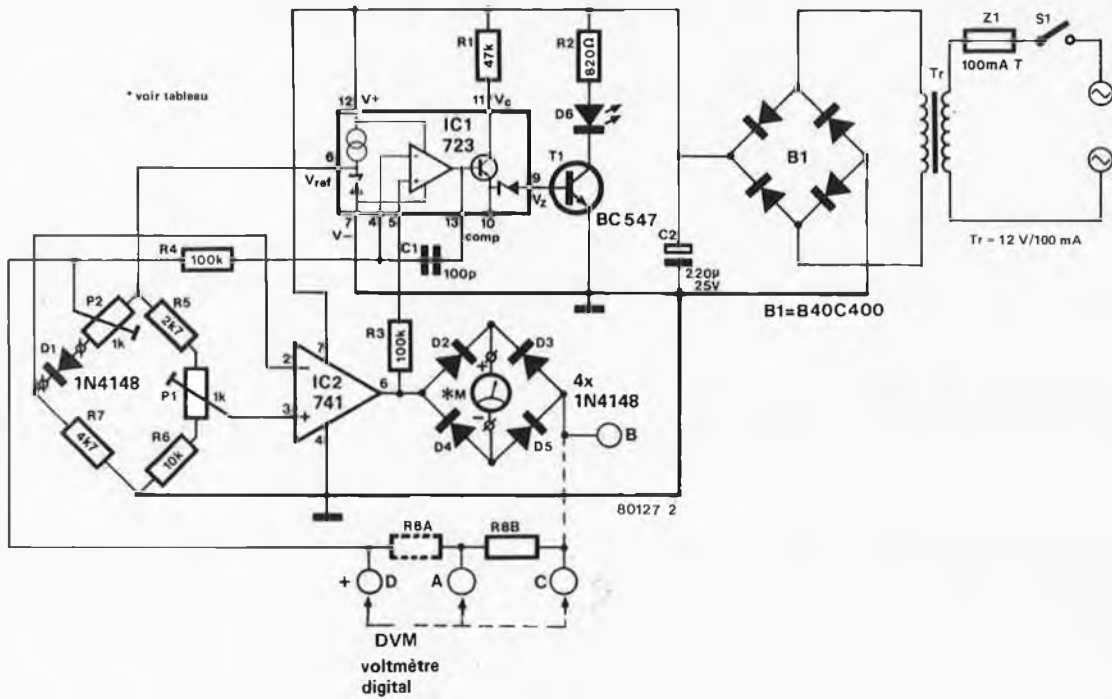 * voir tableau
R1
47k
R2
820Ω
D6
12
V+
11
Vc
IC1
723
6
Vref
7
V−
4
5
13
comp
10
9
Vz
T1
BC 547
C1
100p
C2
220µ
25V
B1
B1=B40C400
Tr
Z1
100mA T
S1
Tr = 12 V/100 mA
R4
100k
P2
1k
R5
2k7
D1
1N4148
P1
1k
R7
4k7
R6
10k
R3
100k
2
−
3
+
7
4
6
IC2
741
D2
D3
+
*M
−
D4
D5
4x
1N4148
B
80127 2
R8A
R8B
+
D
A
C
DVM
voltmètre
digital